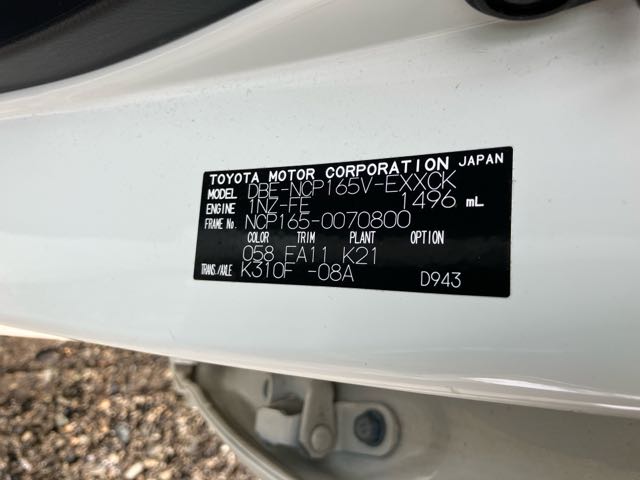 TOYOTA MOTOR CORPORATION JAPAN
MODEL DBE-NCP165V-EXXCK
ENGINE 1NZ-FE 1496 mL
FRAME No. NCP165-0070800
COLOR TRIM PLANT OPTION
058 FA11 K21
TRANS./AXLE K310F -08A D943